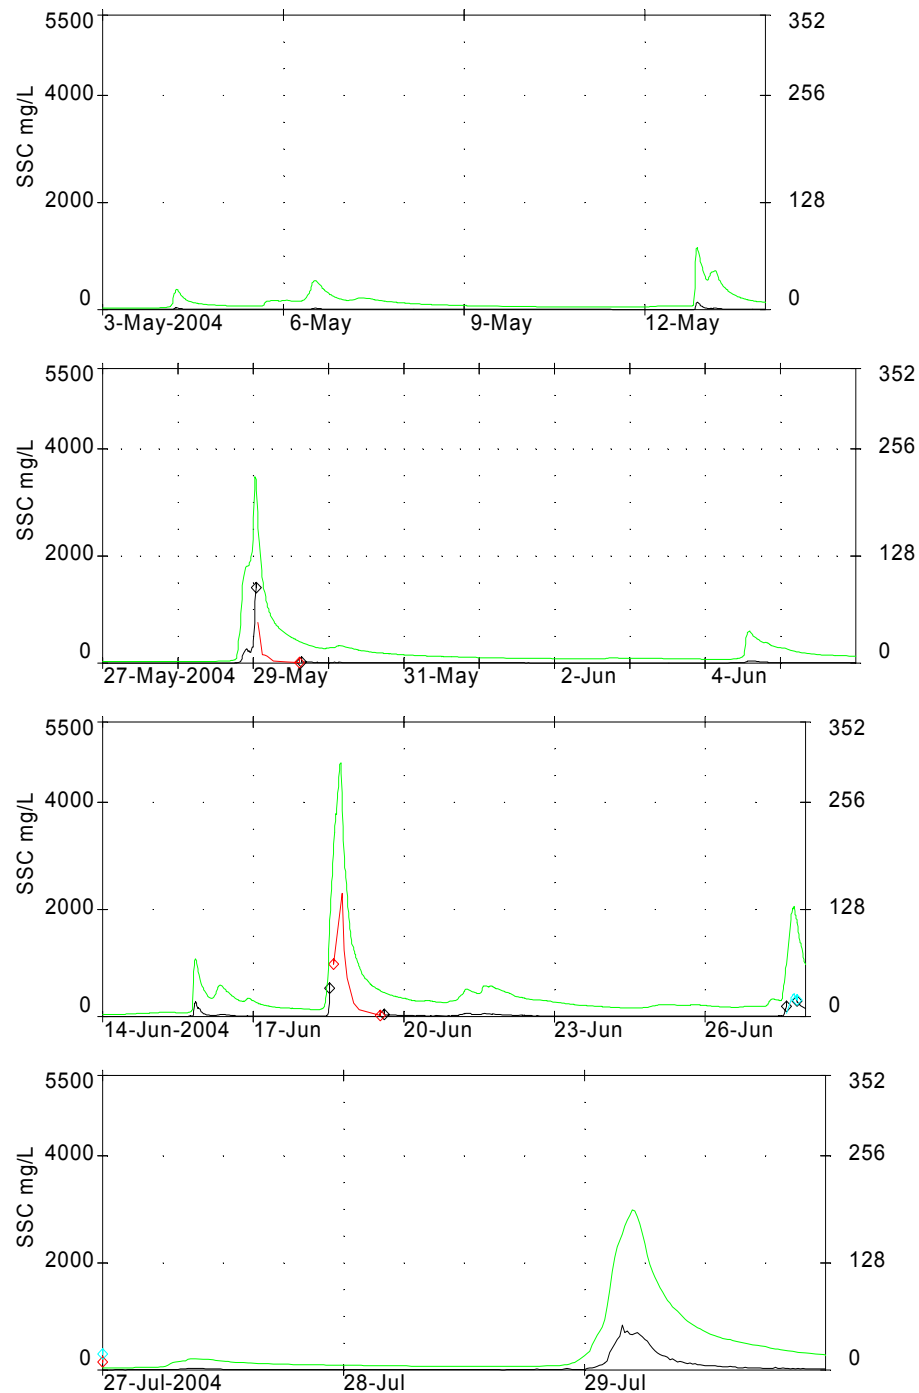 5500 352
4000 256
SSC mg/L
2000 128
0 0
3-May-2004 6-May 9-May 12-May
5500 352
4000 256
SSC mg/L
2000 128
0 0
27-May-2004 29-May 31-May 2-Jun 4-Jun
5500 352
4000 256
SSC mg/L
2000 128
0 0
14-Jun-2004 17-Jun 20-Jun 23-Jun 26-Jun
5500 352
4000 256
SSC mg/L
2000 128
0 0
27-Jul-2004 28-Jul 29-Jul